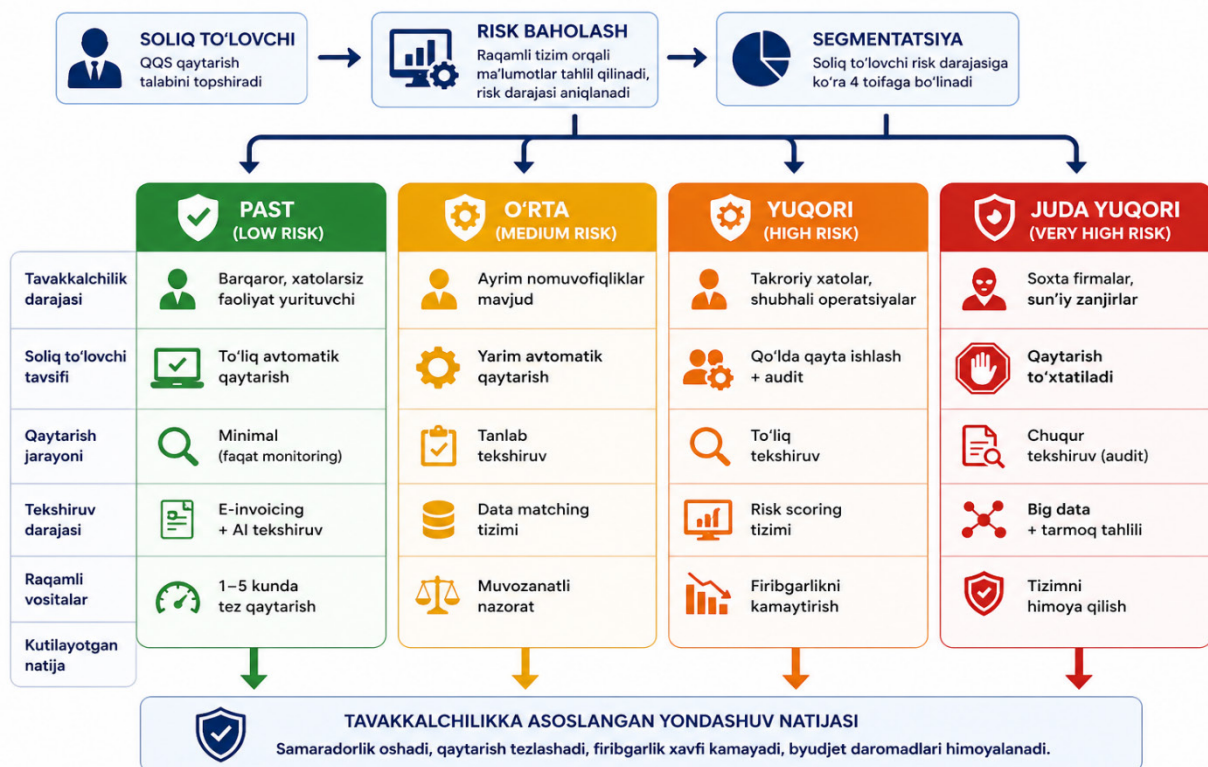 SOLIQ TO'LOVCHI
QQS qaytarish
talabini topshiradi
RISK BAHOLASH
Raqamli tizim orqali
ma'lumotlar tahlil qilinadi,
risk darajasi aniqlanadi
SEGMENTATSIYA
Soliq to'lovchi risk darajasiga
ko'ra 4 toifaga bo'linadi
PAST
(LOW RISK)
O'RTA
(MEDIUM RISK)
YUQORI
(HIGH RISK)
JUDA YUQORI
(VERY HIGH RISK)
Tavakkalchilik
darajasi
Barqaror, xatolarsiz
faoliyat yurituvchi
Ayrim nomuvofiqliklar
mavjud
Takroriy xatolar,
shubhali operatsiyalar
Soxta firmalar,
sun'iy zanjirlar
Soliq to'lovchi
tavsifi
To'liq avtomatik
qaytarish
Yarim avtomatik
qaytarish
Qo'lda qayta ishlash
+ audit
Qaytarish
to'xtatiladi
Qaytarish
jarayoni
Minimal
(faqat monitoring)
Tanlab
tekshiruv
To'liq
tekshiruv
Chuqur
tekshiruv (audit)
Tekshiruv
darajasi
E-invoicing
+ AI tekshiruv
Data matching
tizimi
Risk scoring
tizimi
Big data
+ tarmoq tahlili
Raqamli
vositalar
1–5 kunda
tez qaytarish
Muvozanatli
nazorat
Firibgarlikni
kamaytirish
Tizimni
himoya qilish
Kutilayotgan
natija
TAVAKKALCHILIKKA ASOSLANGAN YONDASHUV NATIJASI
Samaradorlik oshadi, qaytarish tezlashadi, firibgarlik xavfi kamayadi, byudjet daromadlari himoyalanadi.